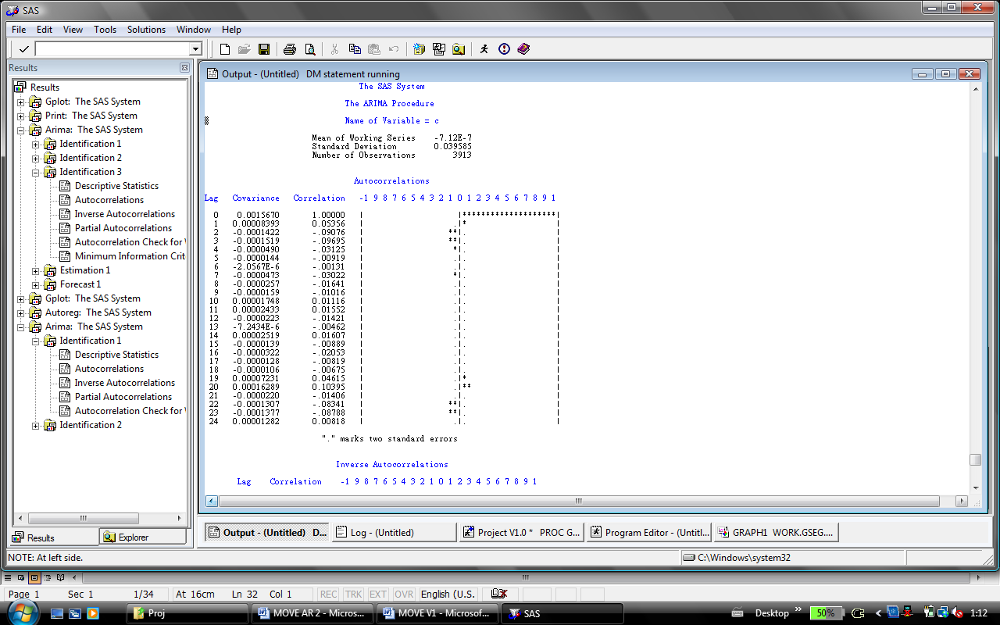 SAS
File Edit View Tools Solutions Window Help
Results
Results
Gplot: The SAS System
Print: The SAS System
Arima: The SAS System
Identification 1
Identification 2
Identification 3
Descriptive Statistics
Autocorrelations
Inverse Autocorrelations
Partial Autocorrelations
Autocorrelation Check for
Minimum Information Crit
Estimation 1
Forecast 1
Gplot: The SAS System
Autoreg: The SAS System
Arima: The SAS System
Identification 1
Descriptive Statistics
Autocorrelations
Inverse Autocorrelations
Partial Autocorrelations
Autocorrelation Check for
Identification 2
Results Explorer
Output - (Untitled) DM statement running
The SAS System
The ARIMA Procedure
Name of Variable = c
Mean of Working Series -7.12E-7
Standard Deviation 0.039585
Number of Observations 3913
Autocorrelations
Lag Covariance Correlation -1 9 8 7 6 5 4 3 2 1 0 1 2 3 4 5 6 7 8 9 1
0 0.0015670 1.00000 | |********************|
1 0.00008393 0.05356 | .|* |
2 -0.0001422 -.09076 | **|. |
3 -0.0001519 -.09695 | **|. |
4 -0.0000490 -.03125 | *|. |
5 -0.0000144 -.00919 | .|. |
6 -2.0567E-6 -.00131 | .|. |
7 -0.0000473 -.03022 | *|. |
8 -0.0000257 -.01641 | .|. |
9 -0.0000159 -.01016 | .|. |
10 0.00001748 0.01116 | .|. |
11 0.00002433 0.01552 | .|. |
12 -0.0000223 -.01421 | .|. |
13 -7.2434E-6 -.00462 | .|. |
14 0.00002519 0.01607 | .|. |
15 -0.0000139 -.00889 | .|. |
16 -0.0000322 -.02053 | .|. |
17 -0.0000128 -.00819 | .|. |
18 -0.0000106 -.00675 | .|. |
19 0.00007231 0.04615 | .|* |
20 0.00016289 0.10395 | .|** |
21 -0.0000220 -.01406 | .|. |
22 -0.0001307 -.08341 | **|. |
23 -0.0001377 -.08788 | **|. |
24 0.00001282 0.00818 | .|. |
"." marks two standard errors
Inverse Autocorrelations
Lag Correlation -1 9 8 7 6 5 4 3 2 1 0 1 2 3 4 5 6 7 8 9 1
Output - (Untitled) D... Log - (Untitled) Project V1.0 * PROC G... Program Editor - (Untitl... GRAPH1 WORK.GSEG....
NOTE: At left side. C:\Windows\system32
Page 1 Sec 1 1/34 At 16cm Ln 32 Col 1 REC TRK EXT OVR English (U.S.
Proj MOVE AR 2 - Micros... MOVE V1 - Microsof... SAS Desktop » 50% 1:12